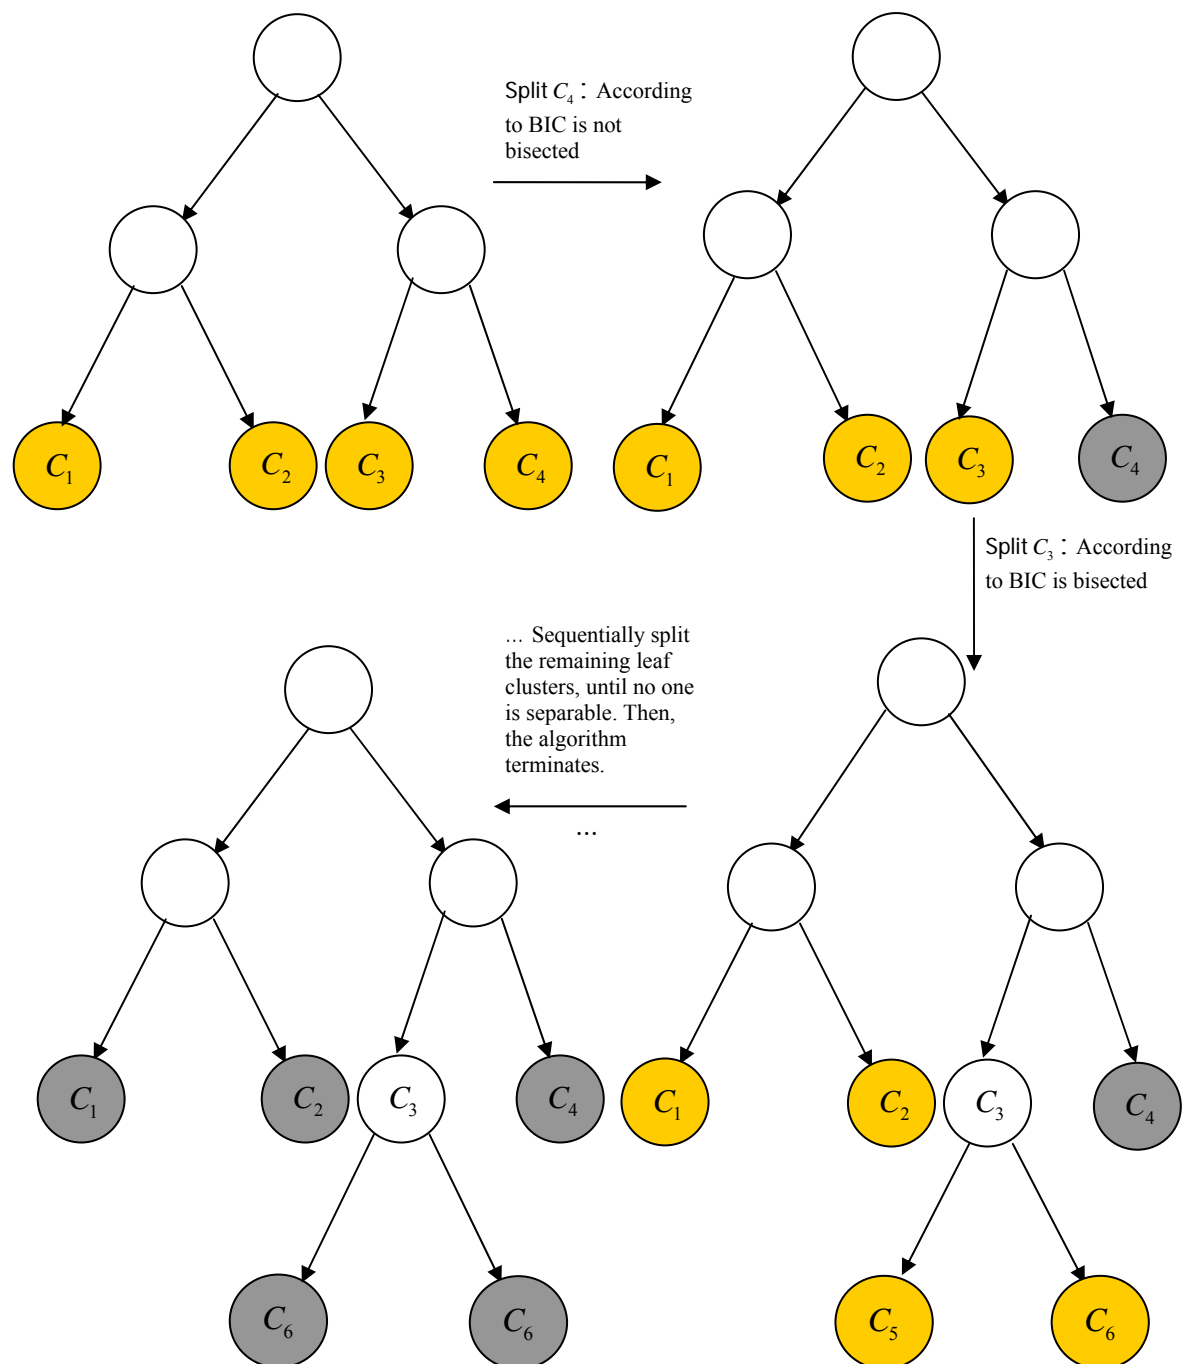 Split C₄ : According
to BIC is not
bisected
C₁ C₂ C₃ C₄
C₁ C₂ C₃ C₄
Split C₃ : According
to BIC is bisected
... Sequentially split
the remaining leaf
clusters, until no one
is separable. Then,
the algorithm
terminates.
...
C₁ C₂ C₃ C₄
C₁ C₂ C₃ C₄
C₆ C₆
C₅ C₆